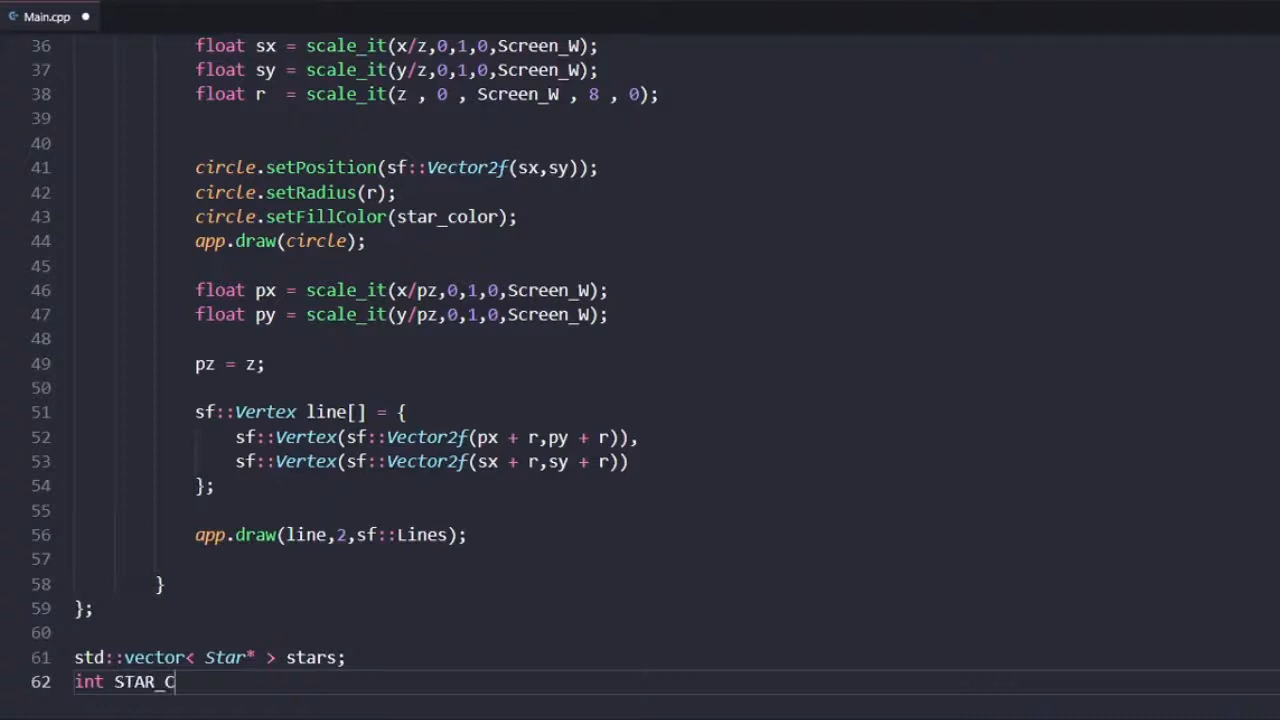 Main.cpp
36 float sx = scale_it(x/z,0,1,0,Screen_W);
37 float sy = scale_it(y/z,0,1,0,Screen_W);
38 float r  = scale_it(z , 0 , Screen_W , 8 , 0);
39
40
41 circle.setPosition(sf::Vector2f(sx,sy));
42 circle.setRadius(r);
43 circle.setFillColor(star_color);
44 app.draw(circle);
45
46 float px = scale_it(x/pz,0,1,0,Screen_W);
47 float py = scale_it(y/pz,0,1,0,Screen_W);
48
49 pz = z;
50
51 sf::Vertex line[] = {
52 sf::Vertex(sf::Vector2f(px + r,py + r)),
53 sf::Vertex(sf::Vector2f(sx + r,sy + r))
54 };
55
56 app.draw(line,2,sf::Lines);
57
58 }
59 };
60
61 std::vector< Star* > stars;
62 int STAR_C